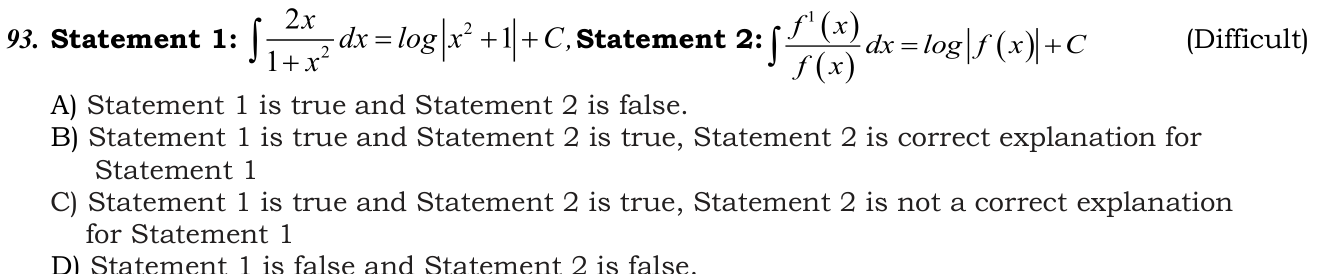 93. Statement 1: ∫ 2x/(1+x²) dx = log|x² +1| + C, Statement 2: ∫ f¹(x)/f(x) dx = log|f(x)| + C (Difficult)
A) Statement 1 is true and Statement 2 is false.
B) Statement 1 is true and Statement 2 is true, Statement 2 is correct explanation for
Statement 1
C) Statement 1 is true and Statement 2 is true, Statement 2 is not a correct explanation
for Statement 1
D) Statement 1 is false and Statement 2 is false.